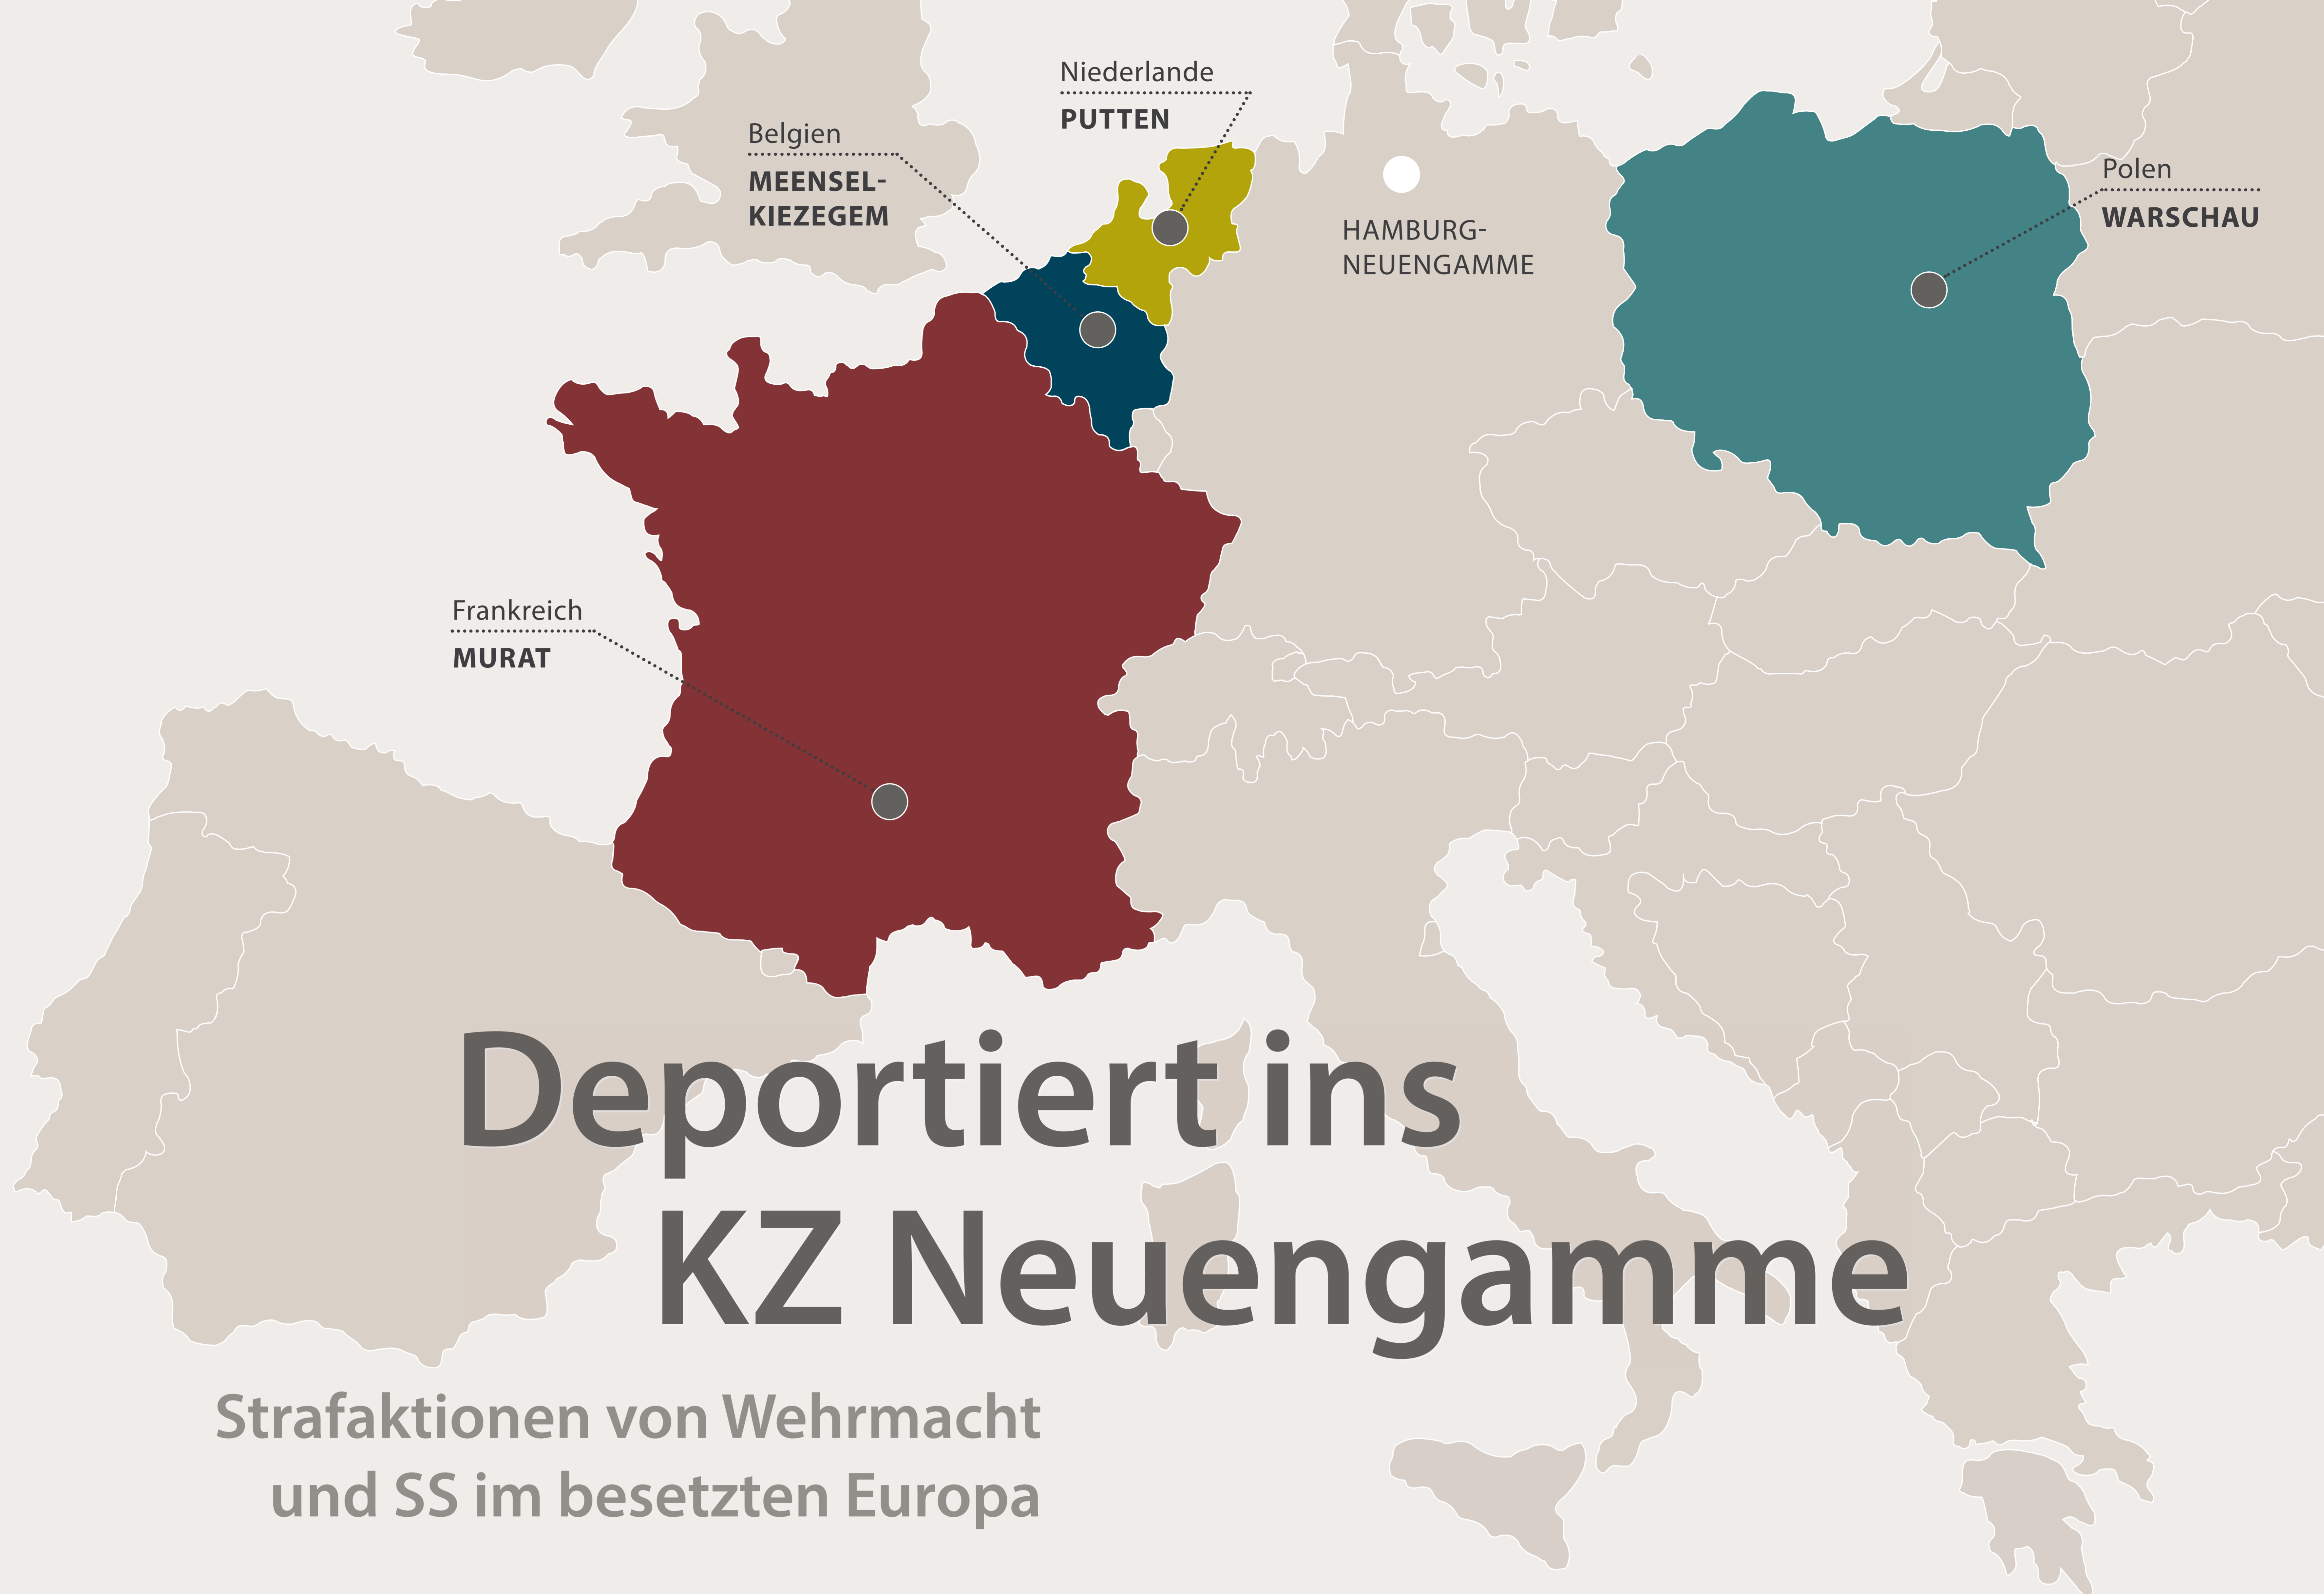 Niederlande
PUTTEN
Belgien
MEENSEL-
KIEZEGEM
Polen
WARSCHAU
HAMBURG-
NEUENGAMME
Frankreich
MURAT
Deportiert ins
KZ Neuengamme
Strafaktionen von Wehrmacht
und SS im besetzten Europa